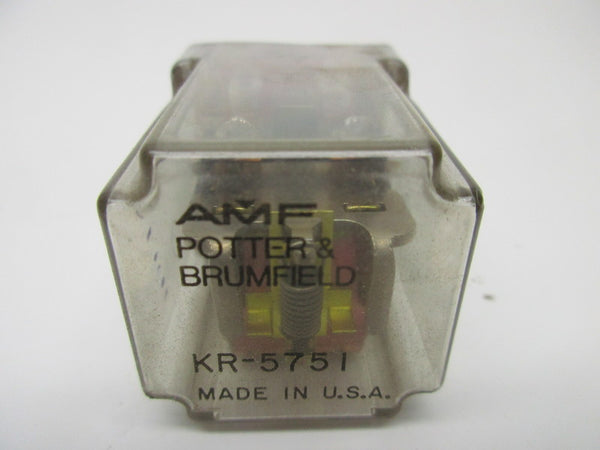 AMF
POTTER &
BRUMFIELD
KR-5751
MADE IN U.S.A.